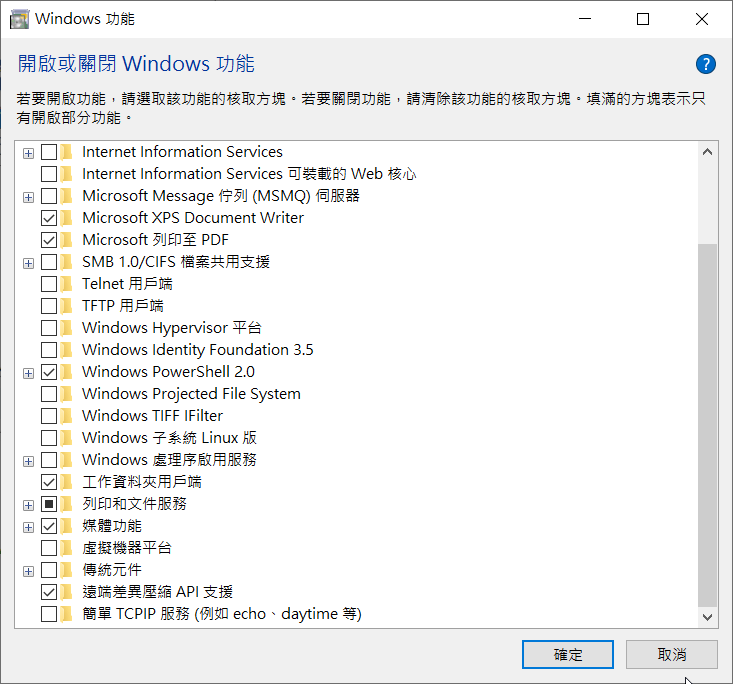 Windows 功能
開啟或關閉 Windows 功能
若要開啟功能，請選取該功能的核取方塊。若要關閉功能，請清除該功能的核取方塊。填滿的方塊表示只
有開啟部分功能。
Internet Information Services
Internet Information Services 可裝載的 Web 核心
Microsoft Message 佇列 (MSMQ) 伺服器
Microsoft XPS Document Writer
Microsoft 列印至 PDF
SMB 1.0/CIFS 檔案共用支援
Telnet 用戶端
TFTP 用戶端
Windows Hypervisor 平台
Windows Identity Foundation 3.5
Windows PowerShell 2.0
Windows Projected File System
Windows TIFF IFilter
Windows 子系統 Linux 版
Windows 處理序啟用服務
工作資料夾用戶端
列印和文件服務
媒體功能
虛擬機器平台
傳統元件
遠端差異壓縮 API 支援
簡單 TCPIP 服務 (例如 echo、daytime 等)
確定
取消